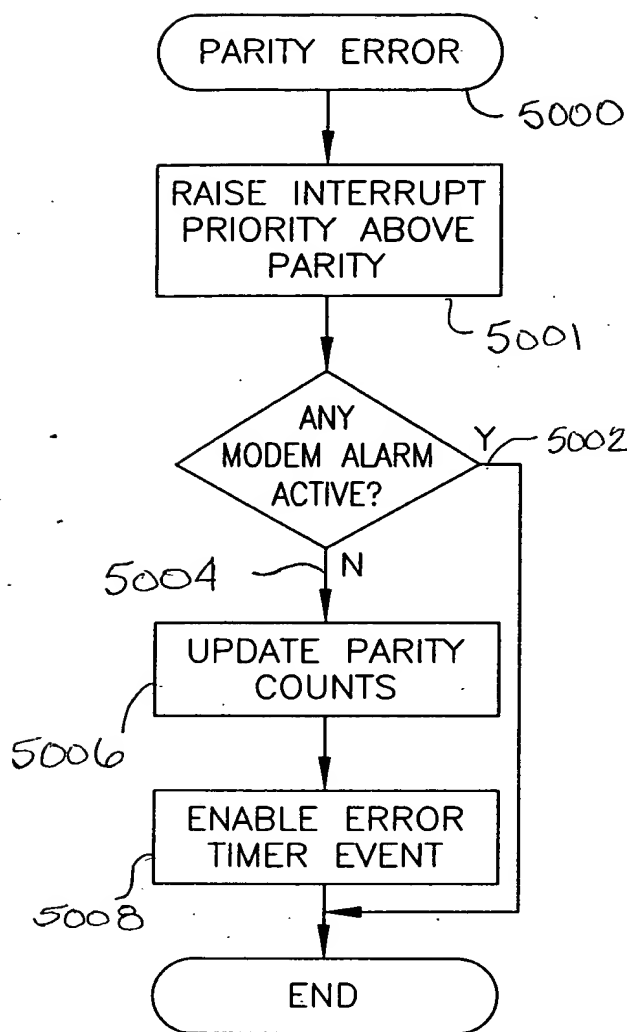 PARITY ERROR
5000
RAISE INTERRUPT
PRIORITY ABOVE
PARITY
5001
ANY
MODEM ALARM
ACTIVE?
Y
5002
5004
N
UPDATE PARITY
COUNTS
5006
ENABLE ERROR
TIMER EVENT
5008
END